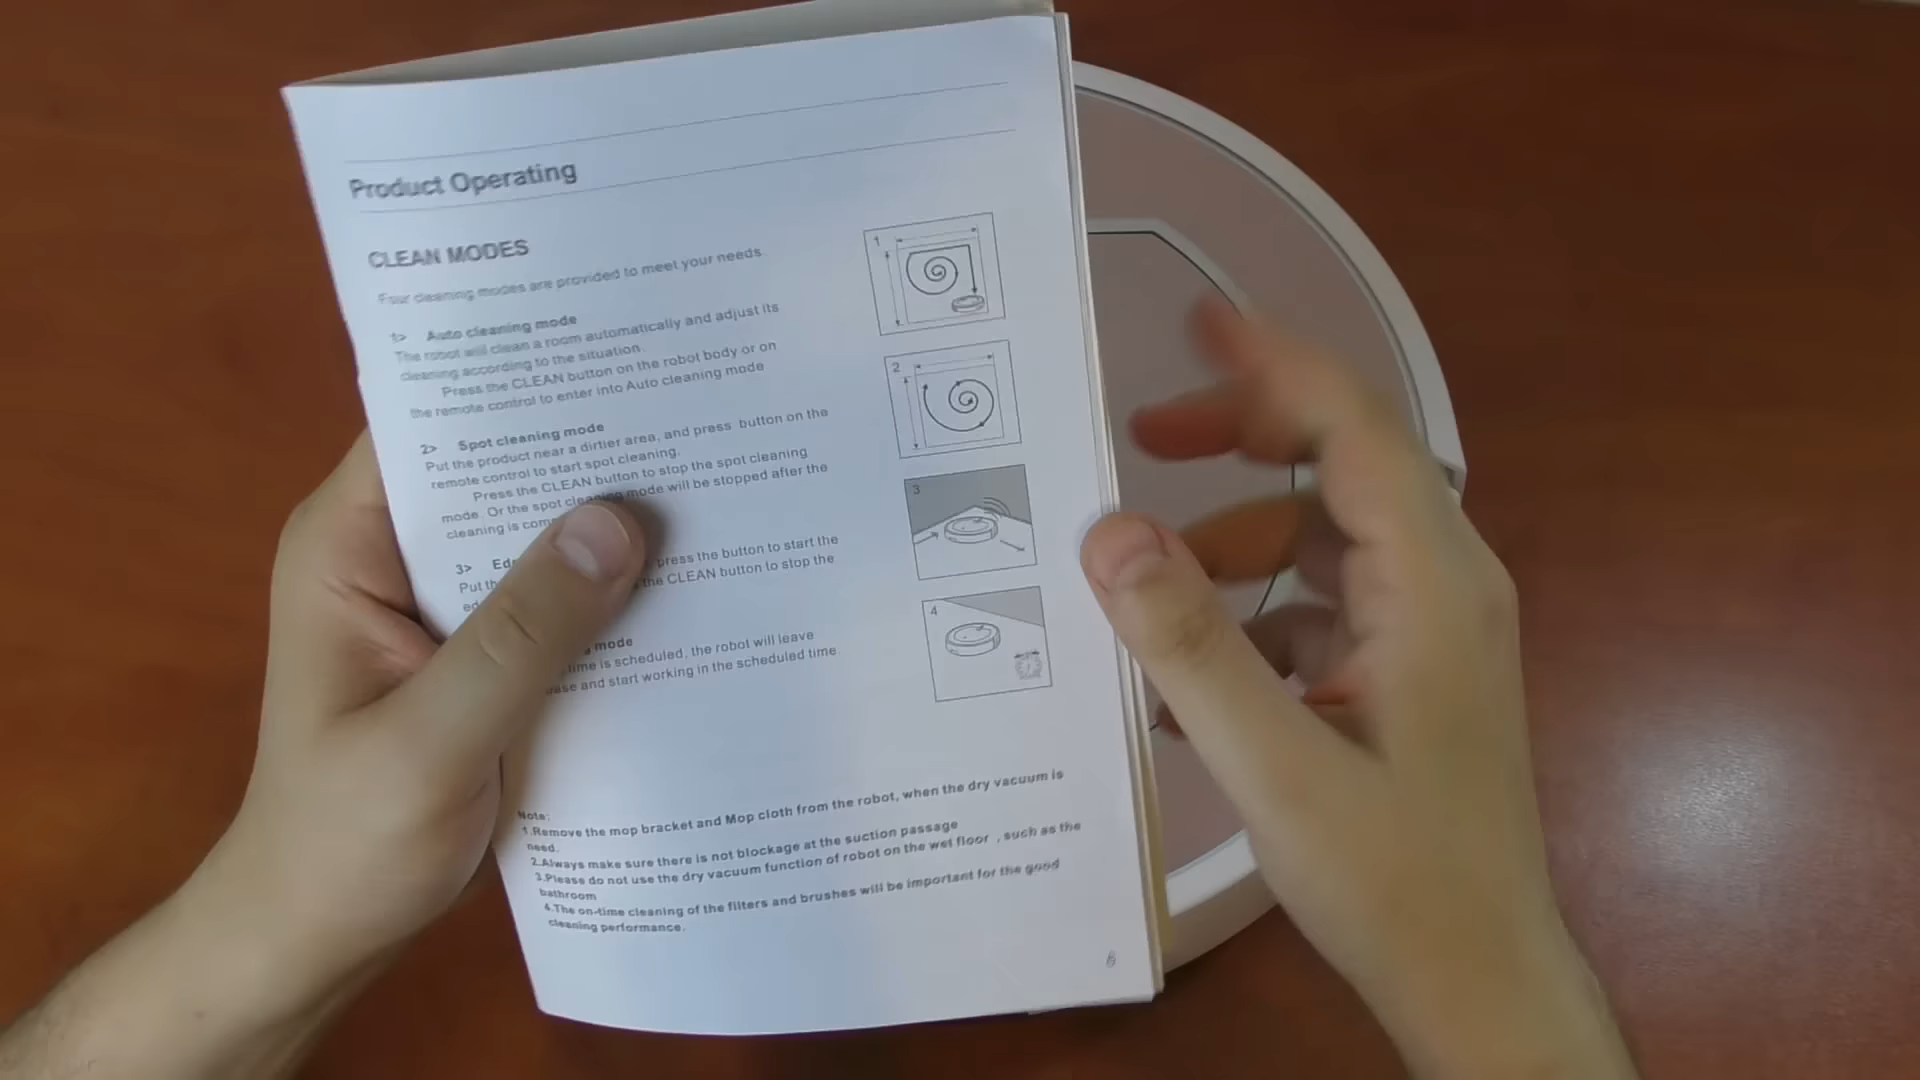 Product Operating
CLEAN MODES
Four cleaning modes are provided to meet your needs.
1
1> Auto cleaning mode
The robot will clean a room automatically and adjust its
cleaning according to the situation.
Press the CLEAN button on the robot body or on
the remote control to enter into Auto cleaning mode
2
2> Spot cleaning mode
Put the product near a dirtier area, and press button on the
remote control to start spot cleaning.
Press the CLEAN button to stop the spot cleaning
mode. Or the spot cleaning mode will be stopped after the
cleaning is com
3
3> Ed
Put th press the button to start the
ed the CLEAN button to stop the
4
mode
time is scheduled, the robot will leave
base and start working in the scheduled time
Note:
1.Remove the mop bracket and Mop cloth from the robot, when the dry vacuum is
need.
2.Always make sure there is not blockage at the suction passage
3.Please do not use the dry vacuum function of robot on the wet floor , such as the
bathroom
4.The on-time cleaning of the filters and brushes will be important for the good
cleaning performance.